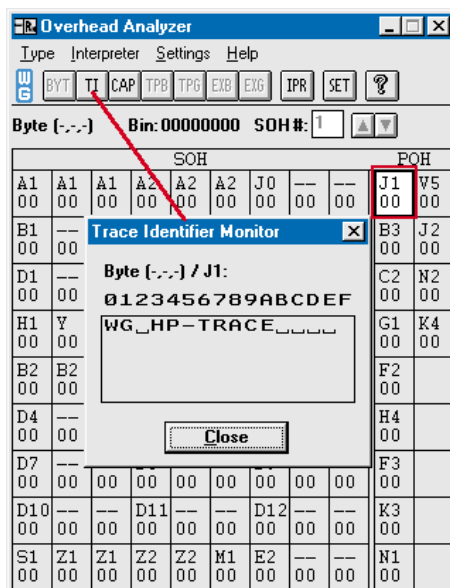 Overhead Analyzer
Type Interpreter Settings Help
WG BYT TI CAP TPB TPG EXB EXG IPR SET ?
Byte (-,-,-) Bin: 00000000 SOH #: 1
SOH POH
A1 A1 A1 A2 A2 A2 J0 -- -- J1 V5
00 00 00 00 00 00 00 00 00 00 00
B1 -- B3 J2
00 00 00 00
D1 -- C2 N2
00 00 00 00
H1 Y G1 K4
00 00 00 00
B2 B2 F2
00 00 00
D4 -- H4
00 00 00
D7 -- F3
00 00 00 00 00 00 00 00 00 00
D10 -- -- D11 -- -- D12 -- -- K3
00 00 00 00 00 00 00 00 00 00
S1 Z1 Z1 Z2 Z2 M1 E2 -- -- N1
00 00 00 00 00 00 00 00 00 00
Trace Identifier Monitor
Byte (-,-,-) / J1:
0123456789ABCDEF
WG_HP-TRACE____
Close